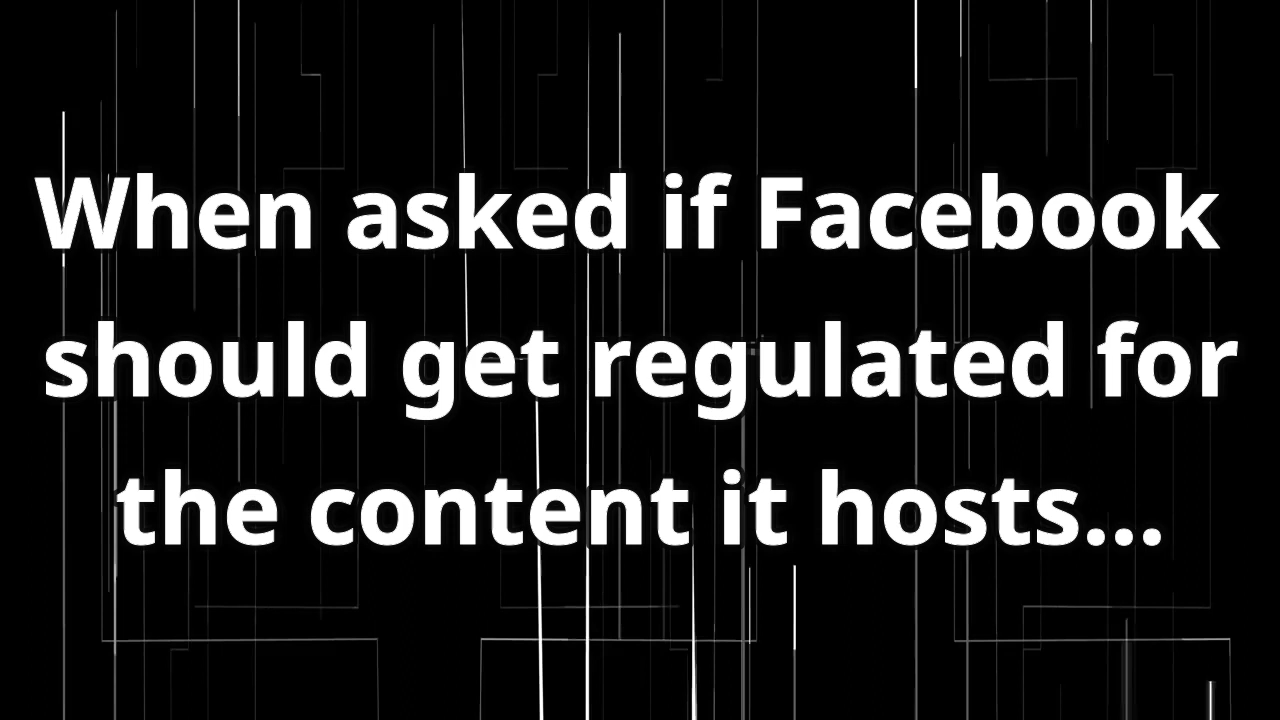 When asked if Facebook
should get regulated for
the content it hosts...